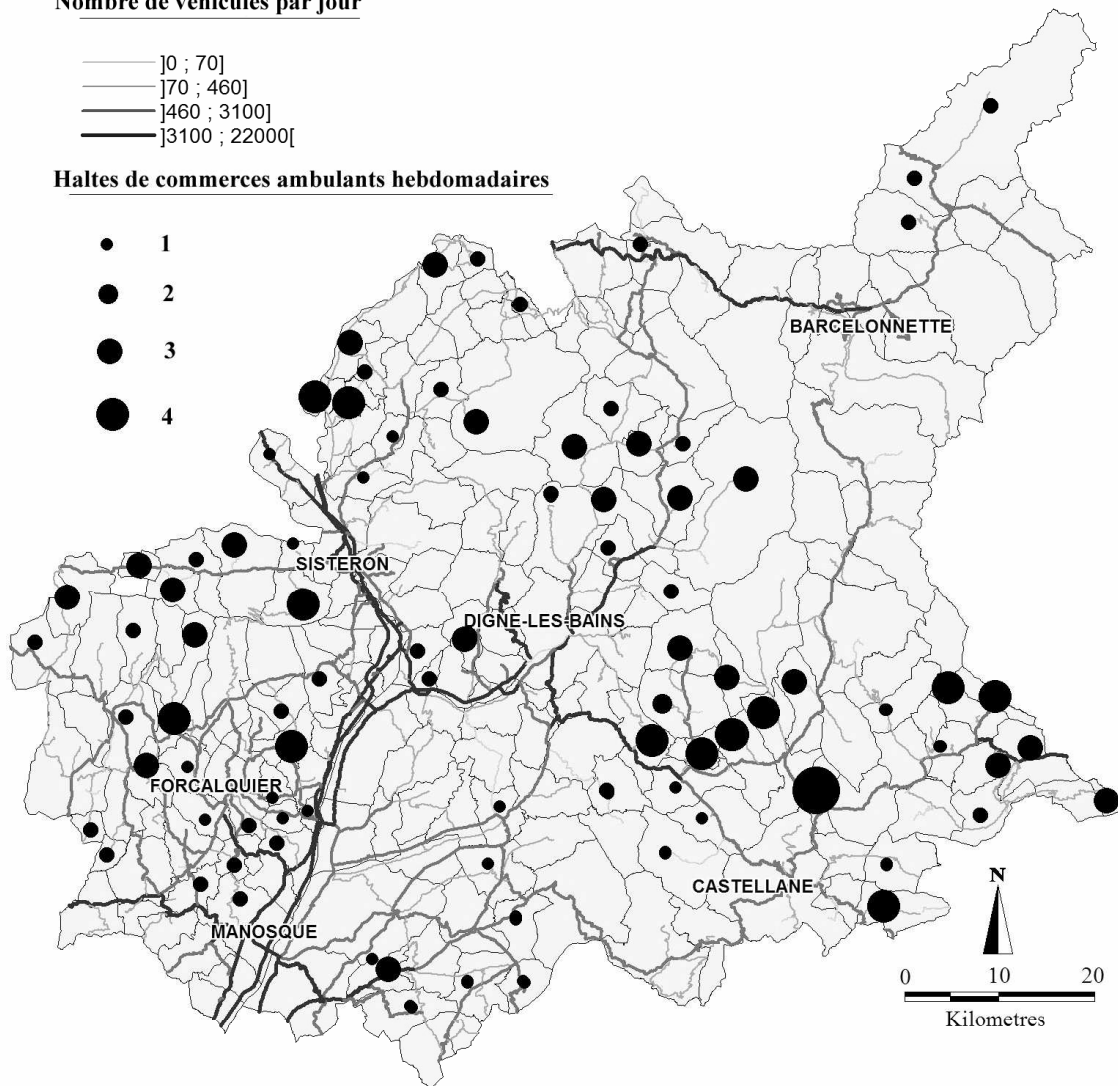 Nombre de véhicules par jour
]0 ; 70]
]70 ; 460]
]460 ; 3100]
]3100 ; 22000[
Haltes de commerces ambulants hebdomadaires
1
2
3
4
BARCELONNETTE
SISTERON
DIGNE-LES-BAINS
FORCALQUIER
CASTELLANE
MANOSQUE
N
0 10 20
Kilometres